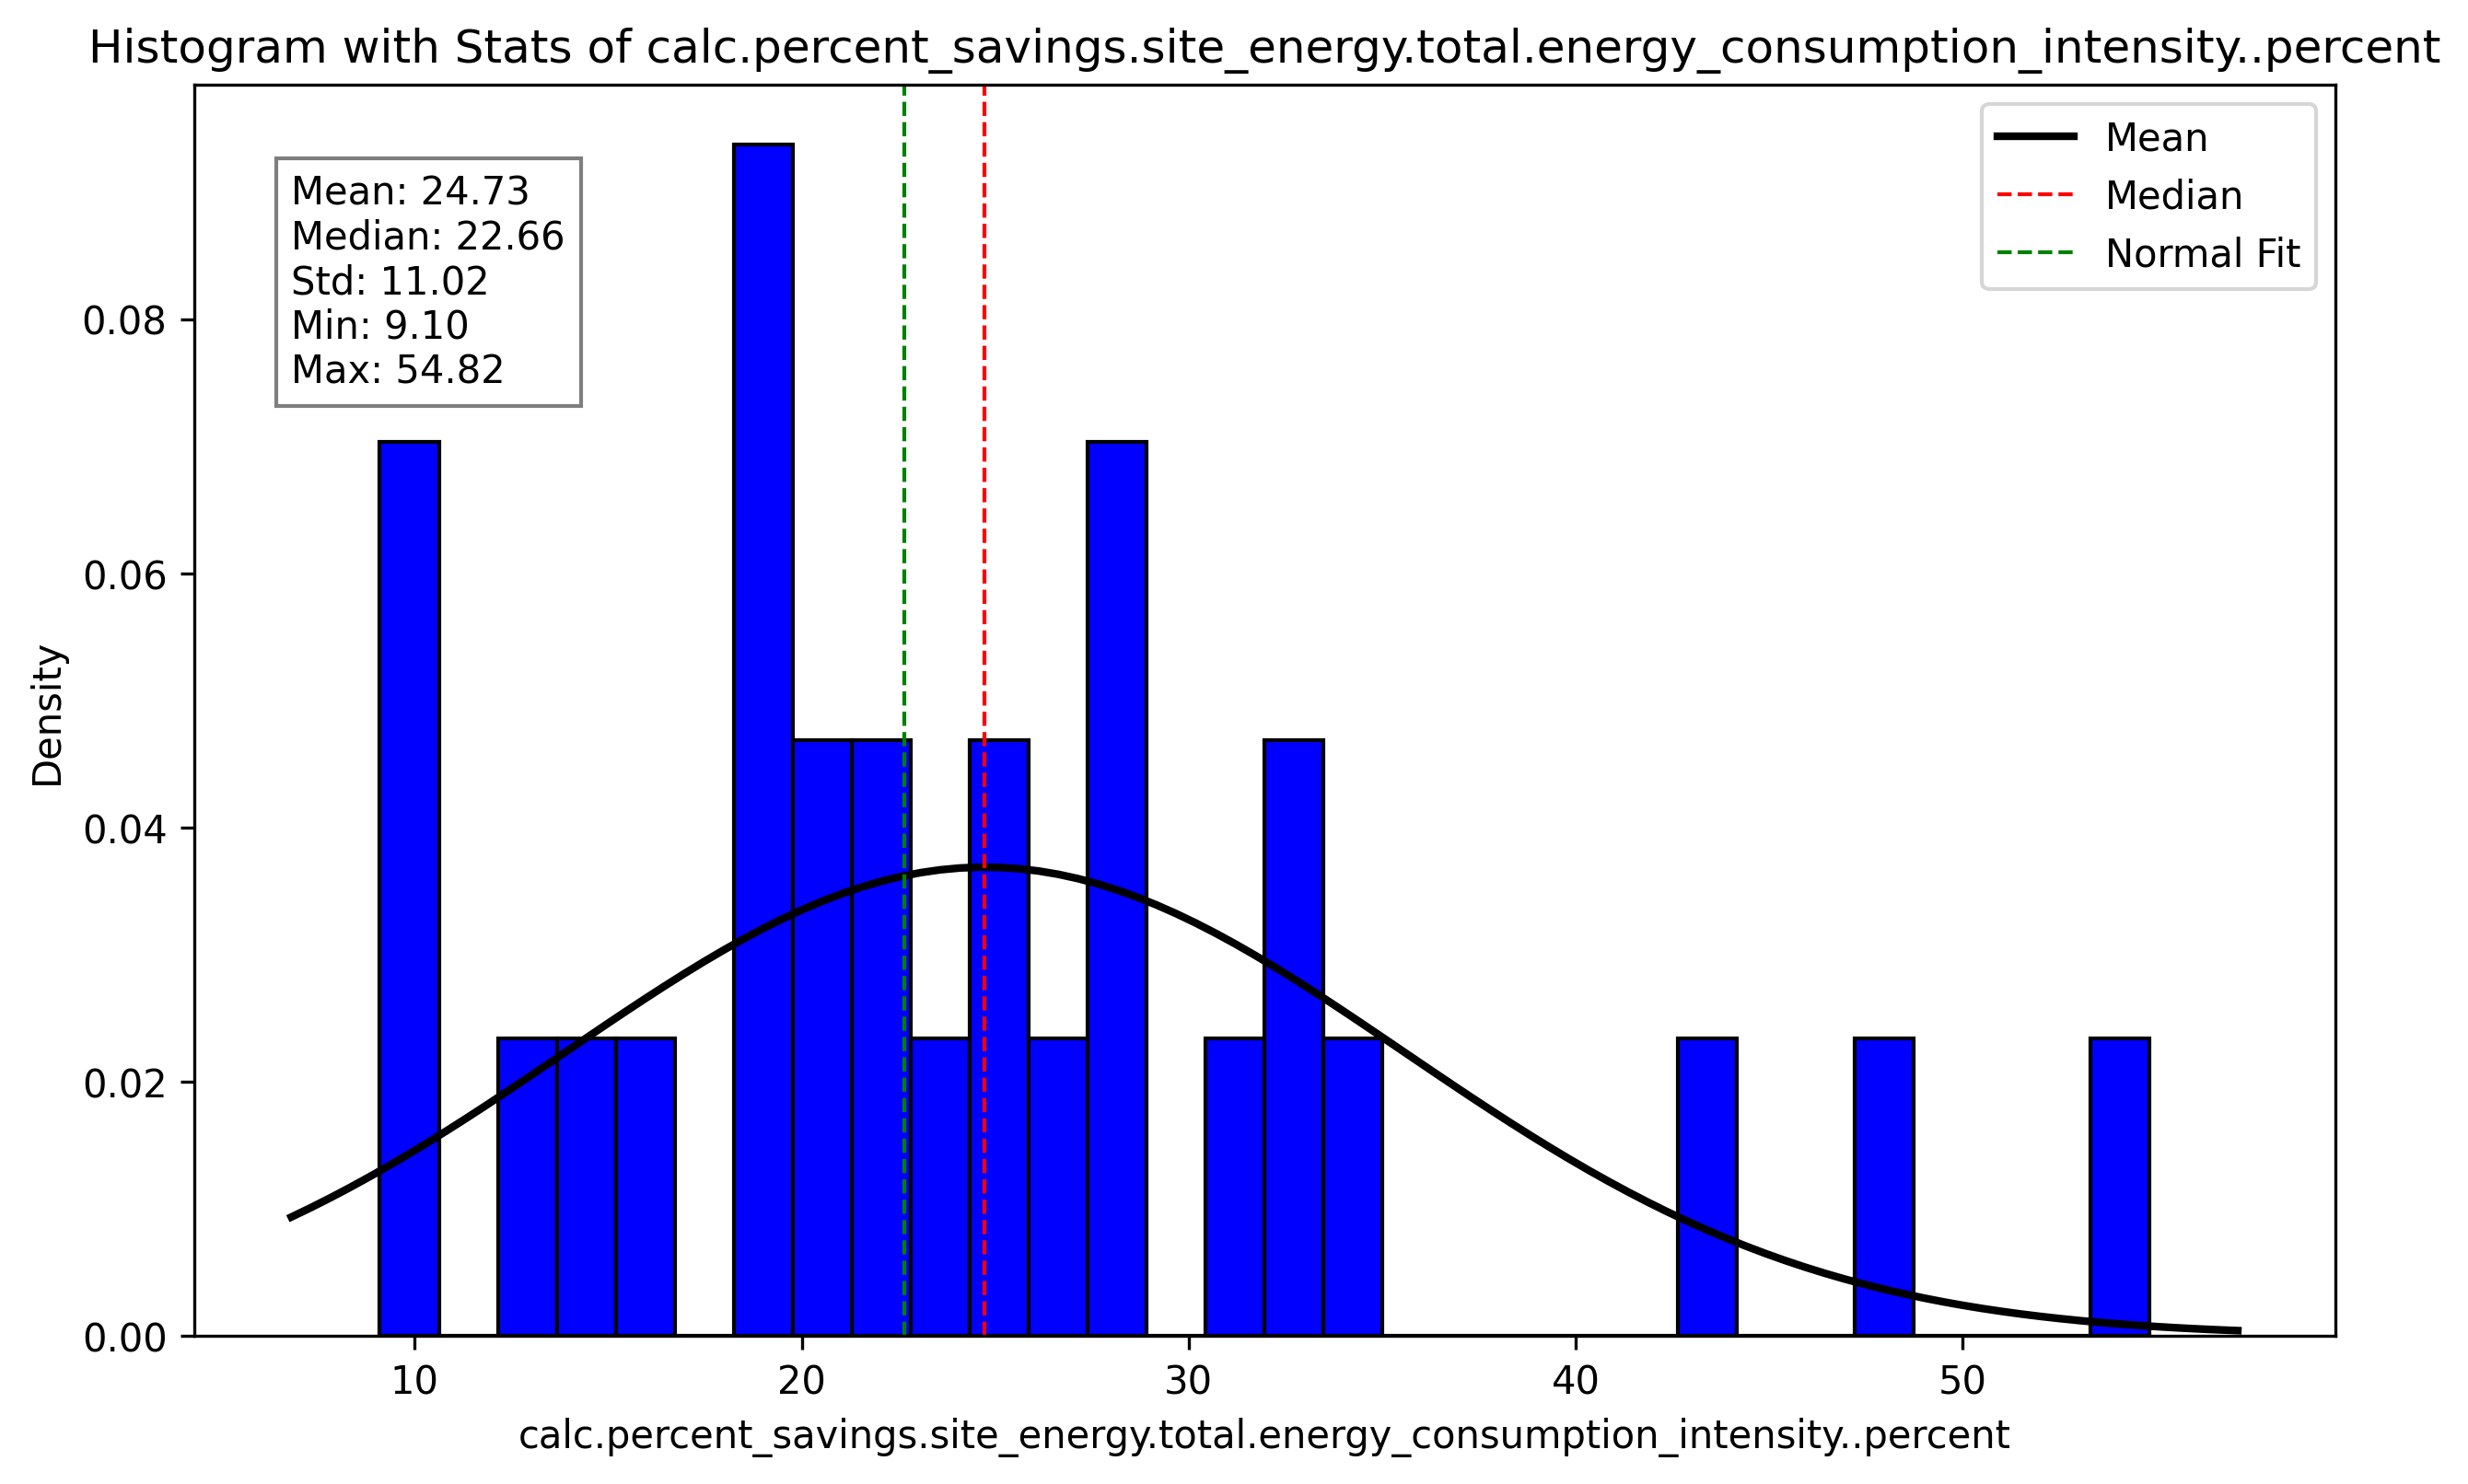 Histogram with Stats of calc.percent_savings.site_energy.total.energy_consumption_intensity..percent
Mean: 24.73
Median: 22.66
Std: 11.02
Min: 9.10
Max: 54.82
Mean
Median
Normal Fit
Density
0.08
0.06
0.04
0.02
0.00
10 20 30 40 50
calc.percent_savings.site_energy.total.energy_consumption_intensity..percent